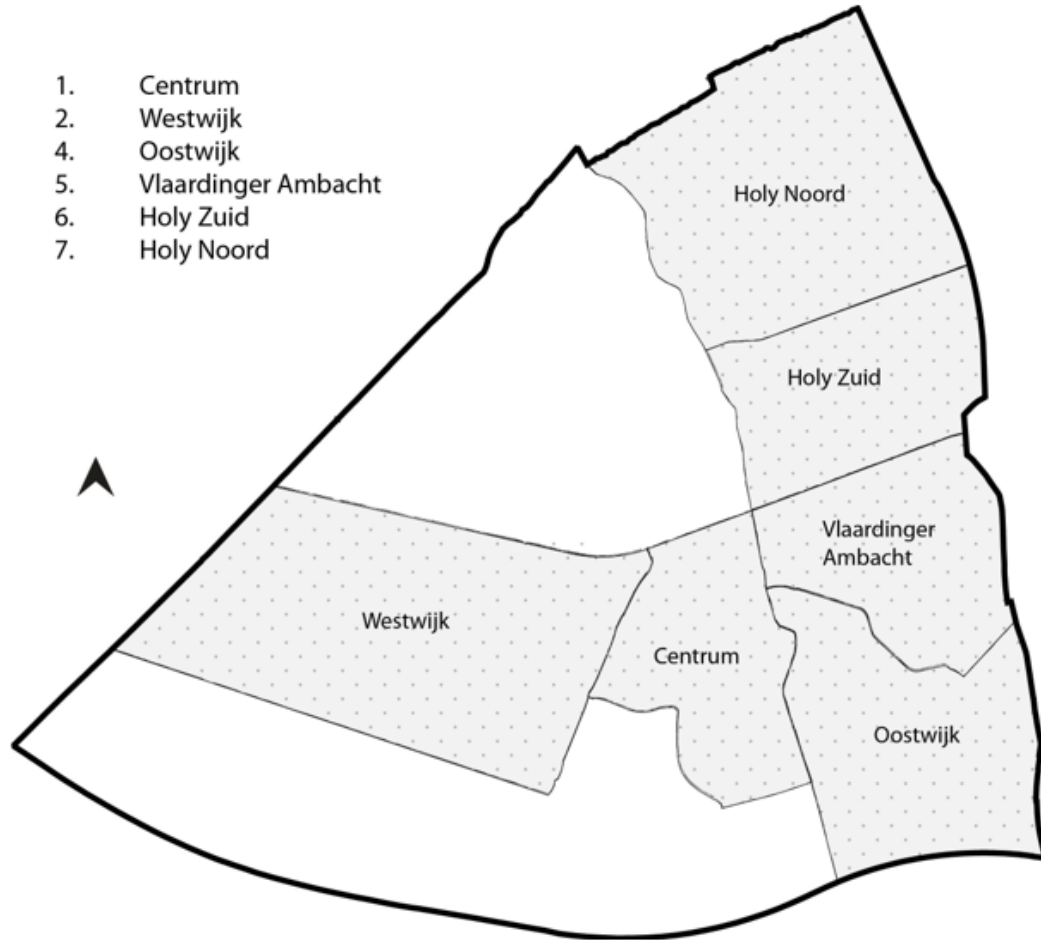 1. Centrum
2. Westwijk
4. Oostwijk
5. Vlaardinger Ambacht
6. Holy Zuid
7. Holy Noord
Holy Noord
Holy Zuid
Vlaardinger
Ambacht
Westwijk
Centrum
Oostwijk